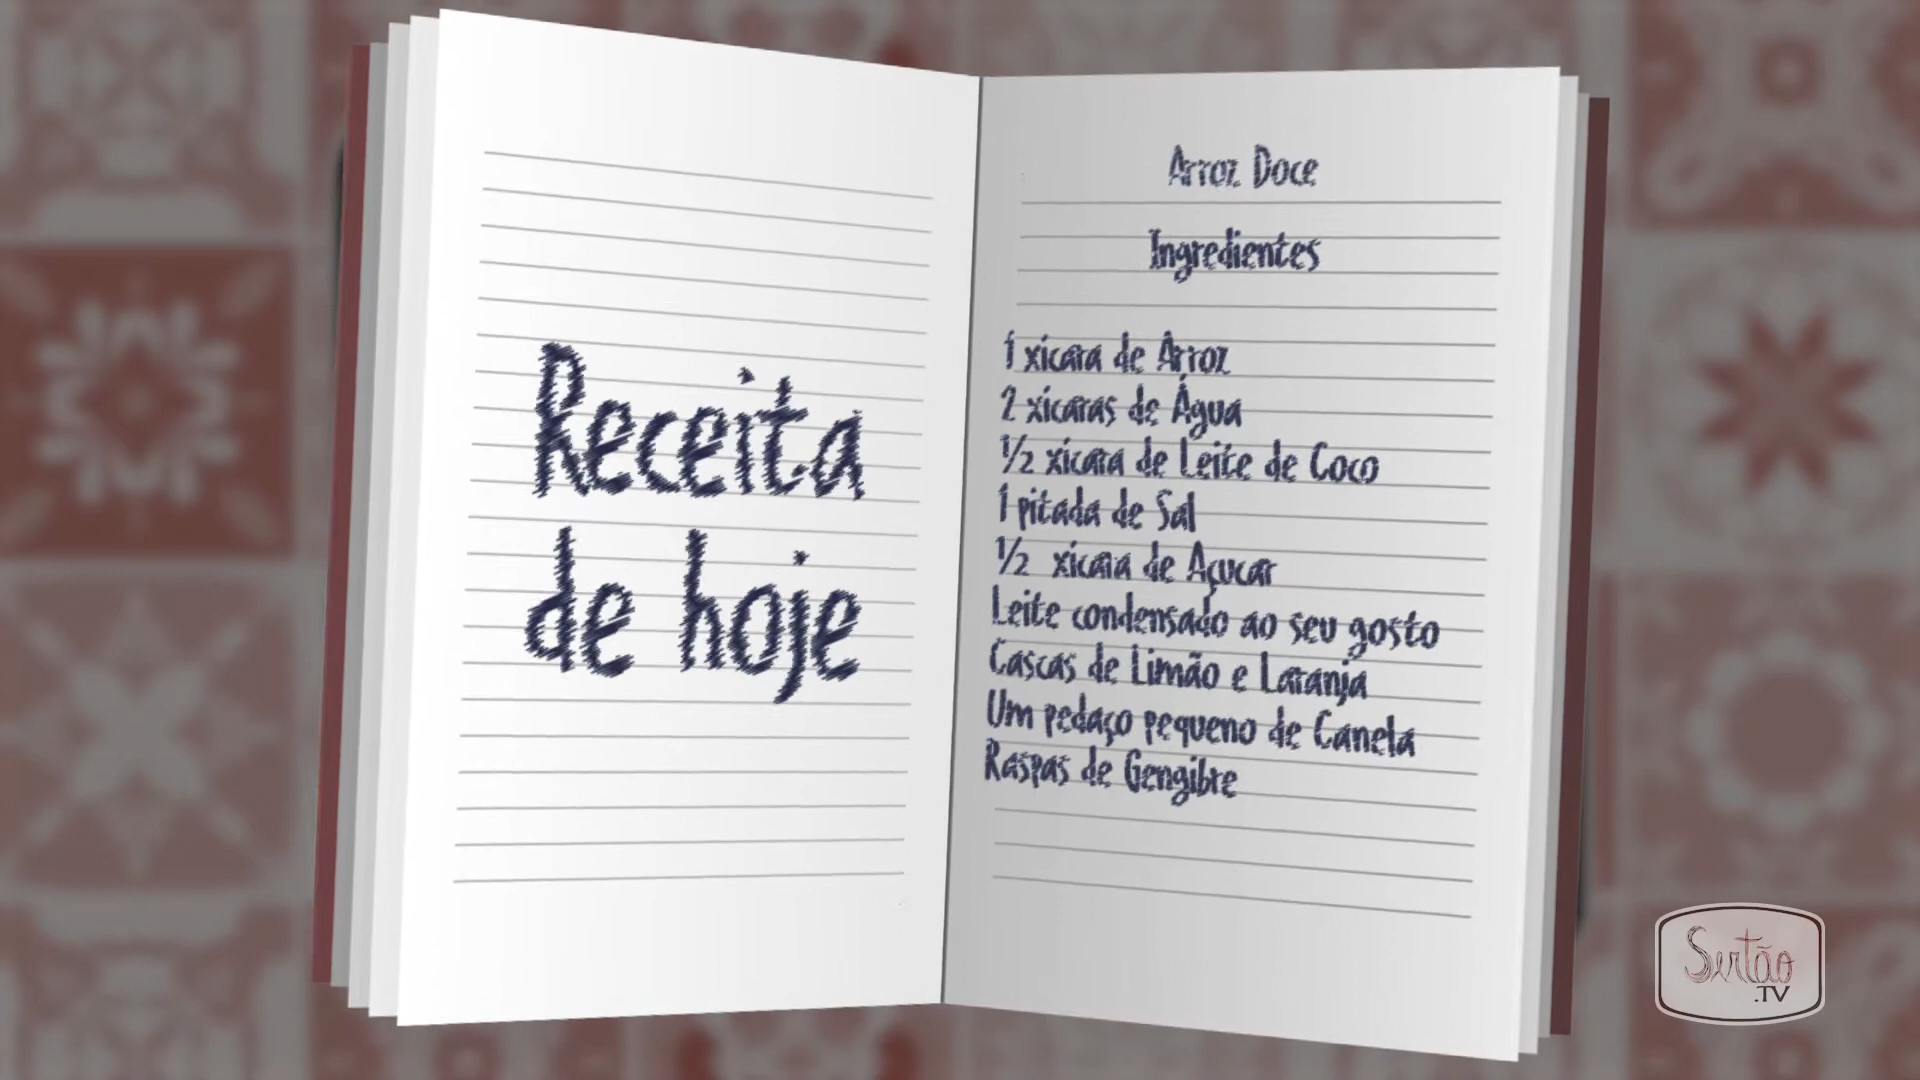 Receita
de hoje
Arroz Doce
Ingredientes
1 xícara de Arroz
2 xícaras de Água
½ xícara de Leite de Coco
1 pitada de Sal
½ xícara de Açucar
Leite condensado ao seu gosto
Cascas de Limão e Laranja
Um pedaço pequeno de Canela
Raspas de Gengibre
Sertão
.TV